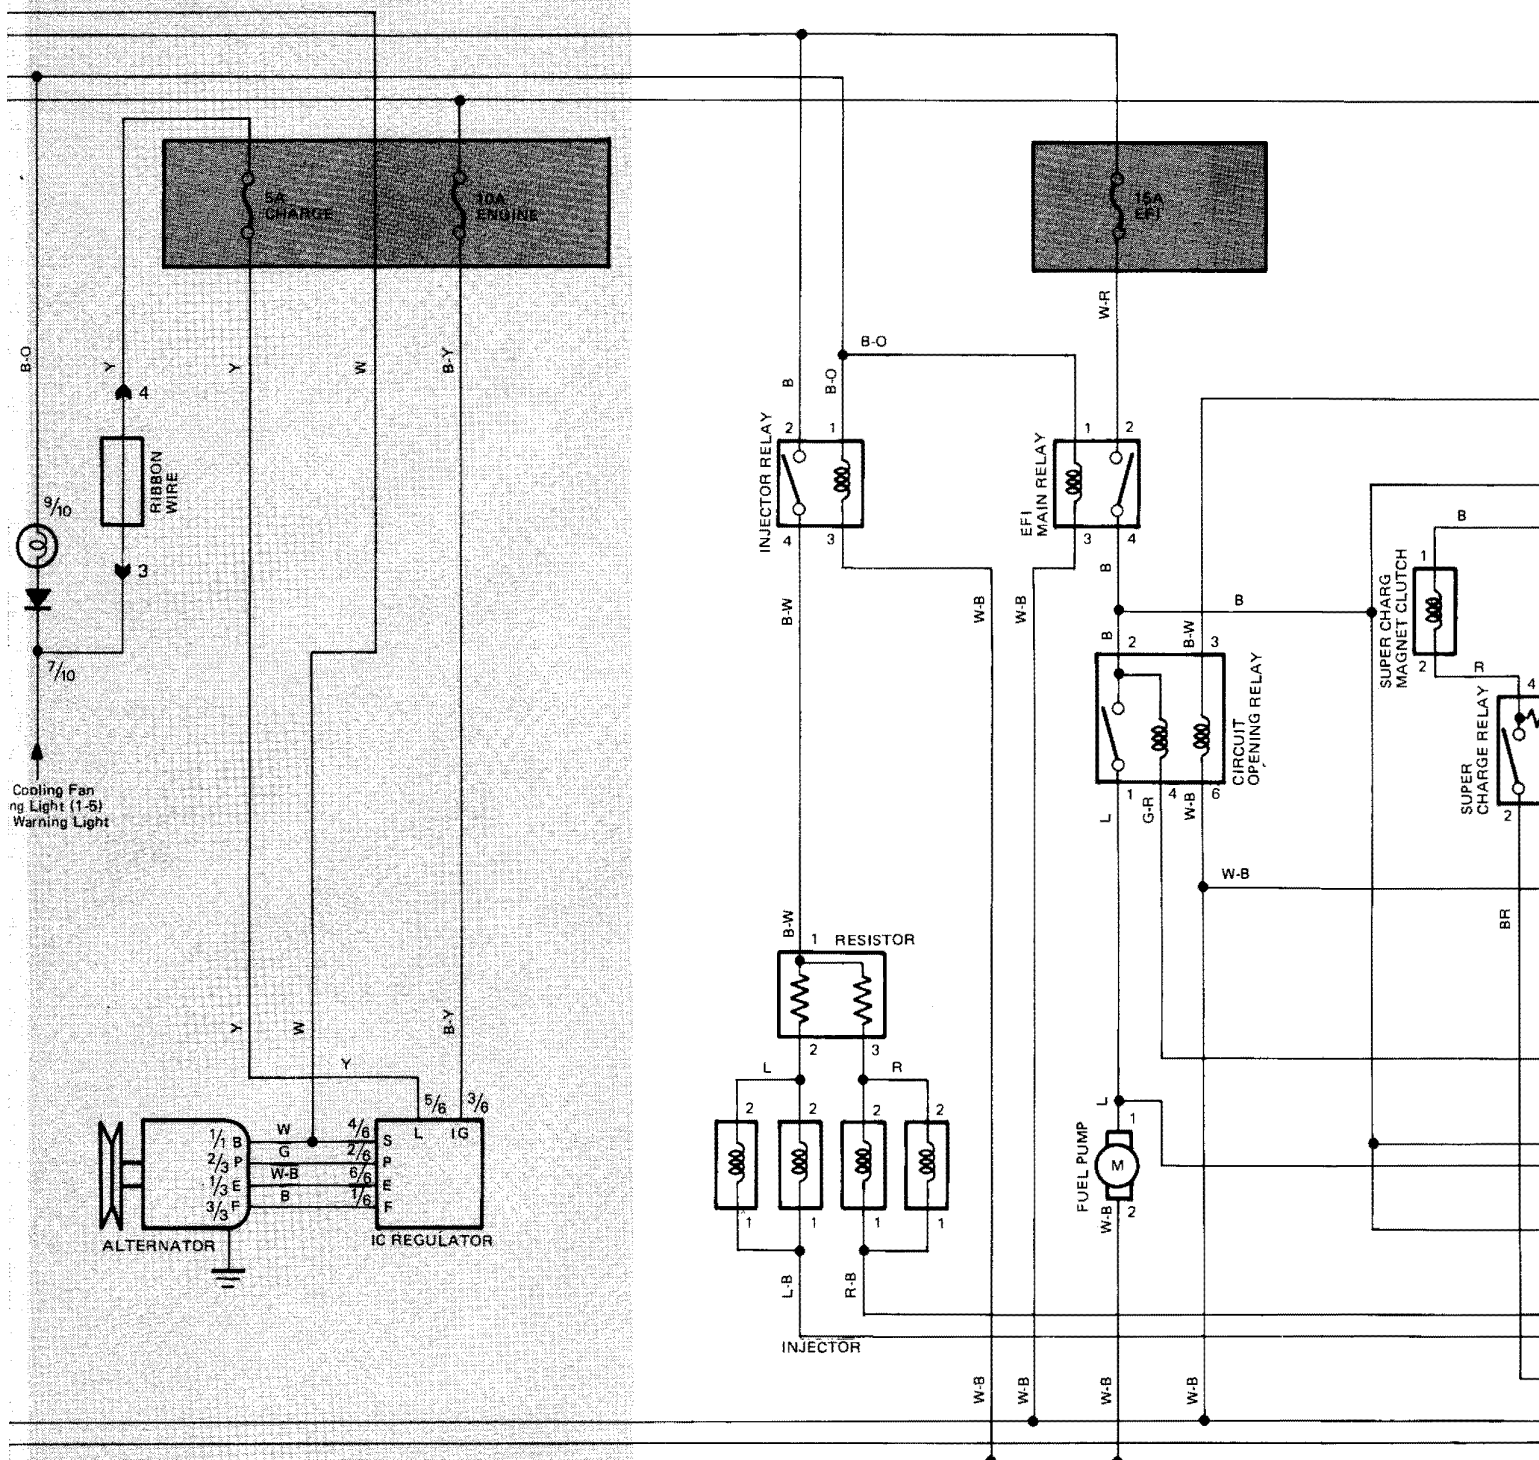 5A
CHARGE
10A
ENGINE
15A
EFI
B-O
Y
Y
W
B-Y
W-R
B-O
B
B-O
4
RIBBON
WIRE
3
9/10
7/10
Cooling Fan
ng Light (1-5)
Warning Light
INJECTOR RELAY
2
1
4
3
EFI
MAIN RELAY
1
2
3
4
B-W
W-B
W-B
B
B
B
B-W
2
3
CIRCUIT
OPENING RELAY
1
4
6
L
G-R
W-B
W-B
B
SUPER CHARG
MAGNET CLUTCH
1
2
R
SUPER
CHARGE RELAY
4
2
BR
B-W
1
RESISTOR
2
3
L
R
2
2
2
2
1
1
1
1
L-B
R-B
INJECTOR
Y
W
B-Y
Y
5/6
3/6
L
IG
1/1
B
W
4/6
S
2/3
P
G
2/6
P
1/3
E
W-B
6/6
E
3/3
F
B
1/6
F
ALTERNATOR
IC REGULATOR
L
1
FUEL PUMP
M
2
W-B
W-B
W-B
W-B
W-B